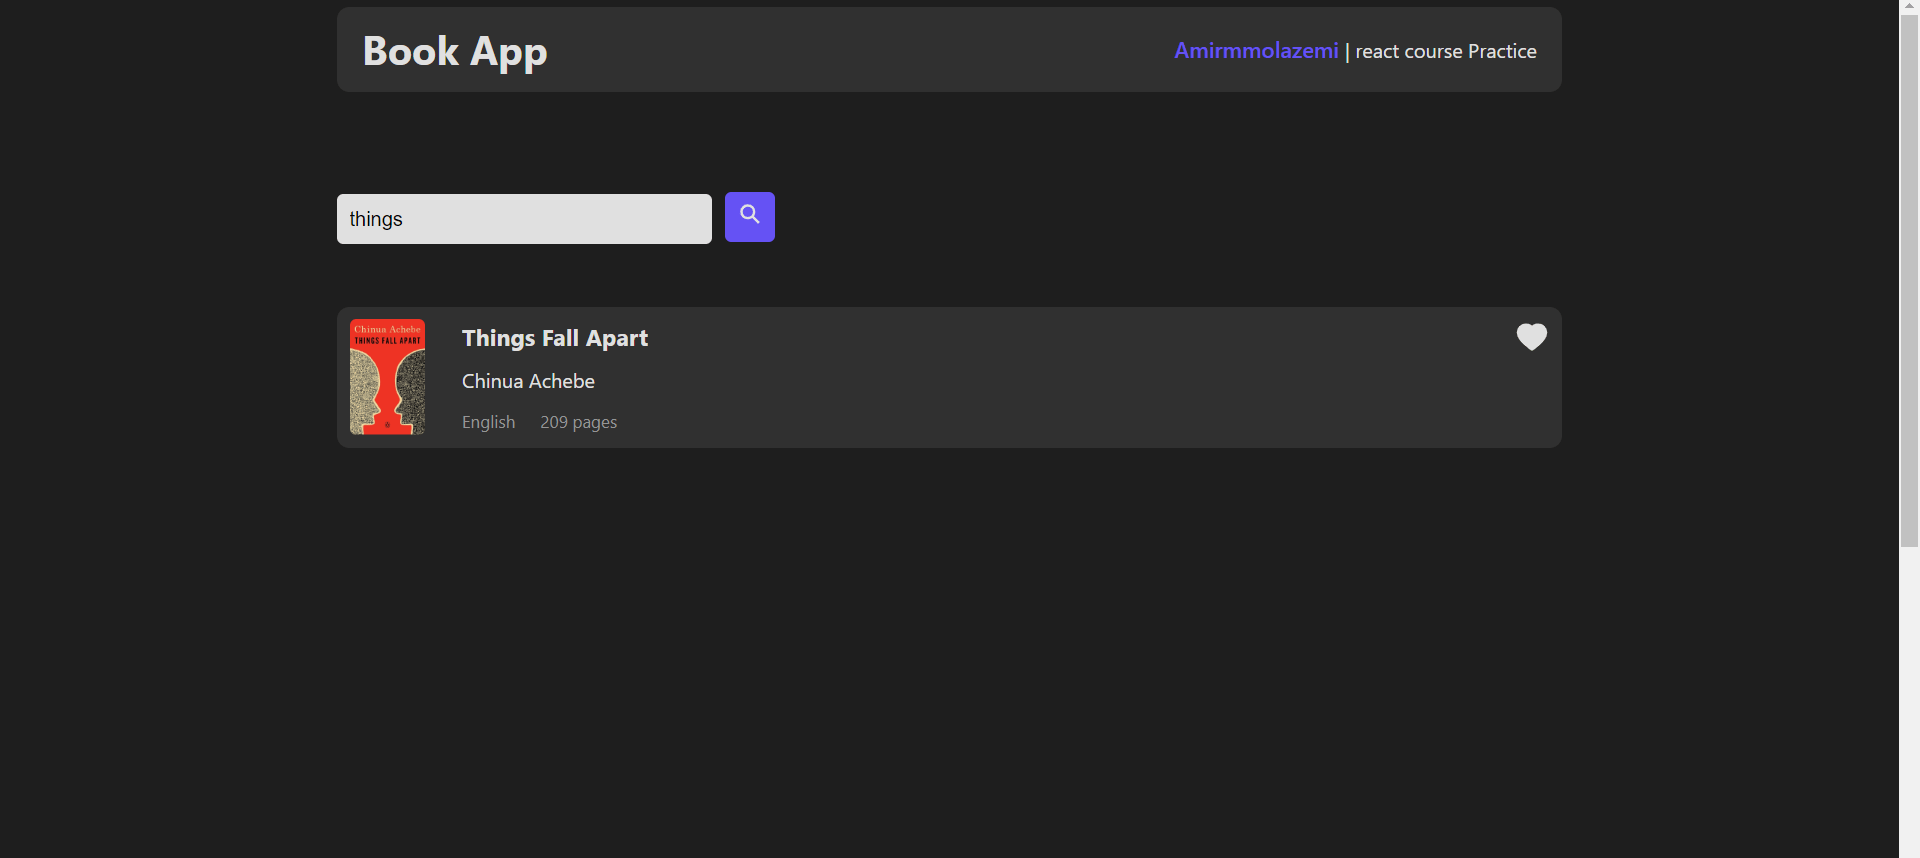 Book App
Amirmmolazemi | react course Practice
things
Chinua Achebe
THINGS FALL APART
Things Fall Apart
Chinua Achebe
English 209 pages